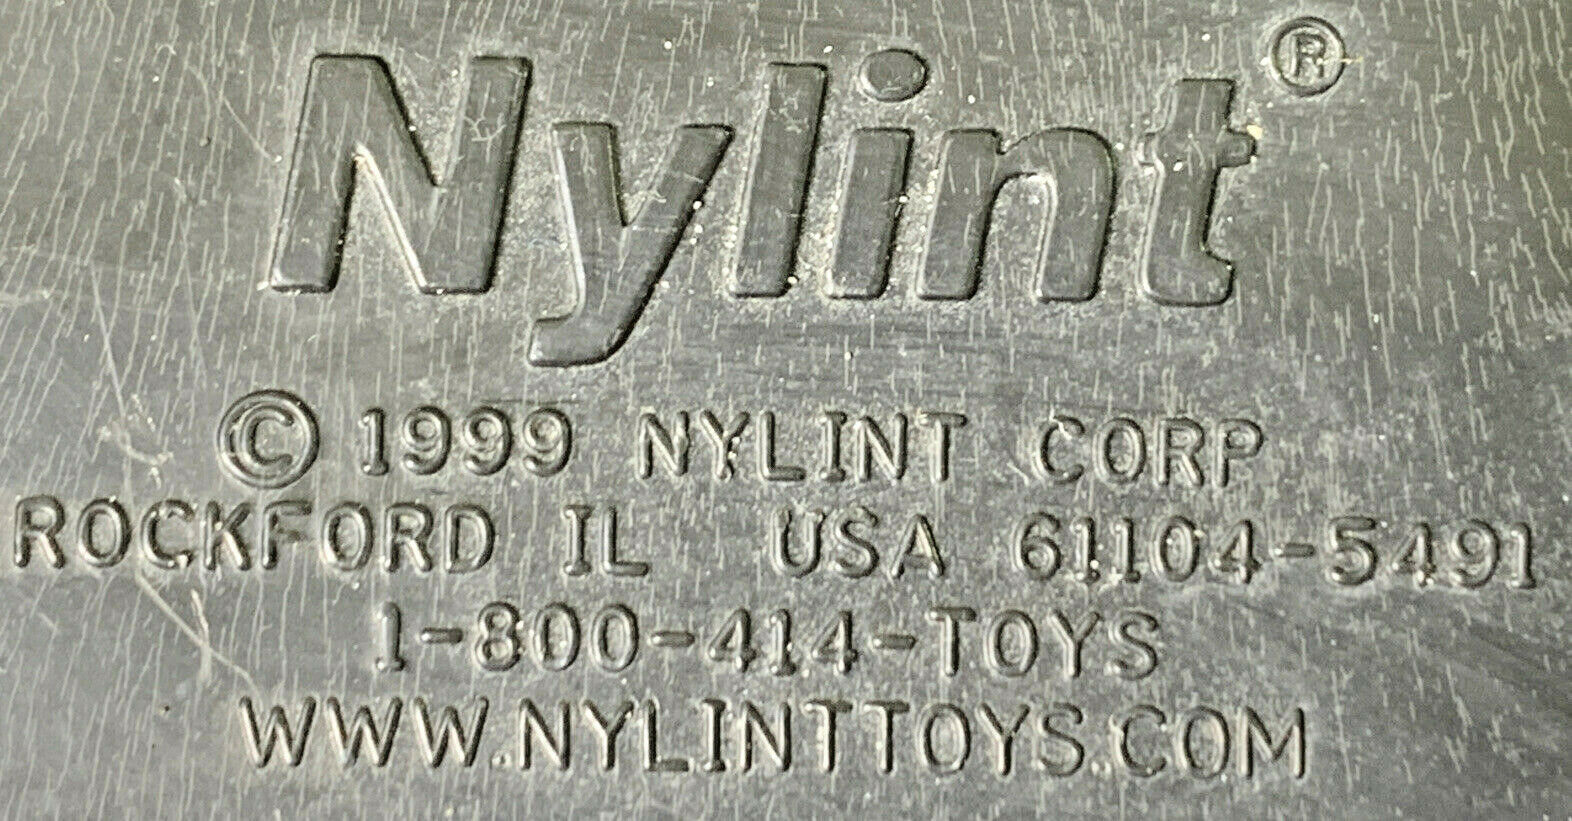 Nylint®
© 1999 NYLINT CORP
ROCKFORD IL USA 61104-5491
1-800-414-TOYS
WWW.NYLINTTOYS.COM